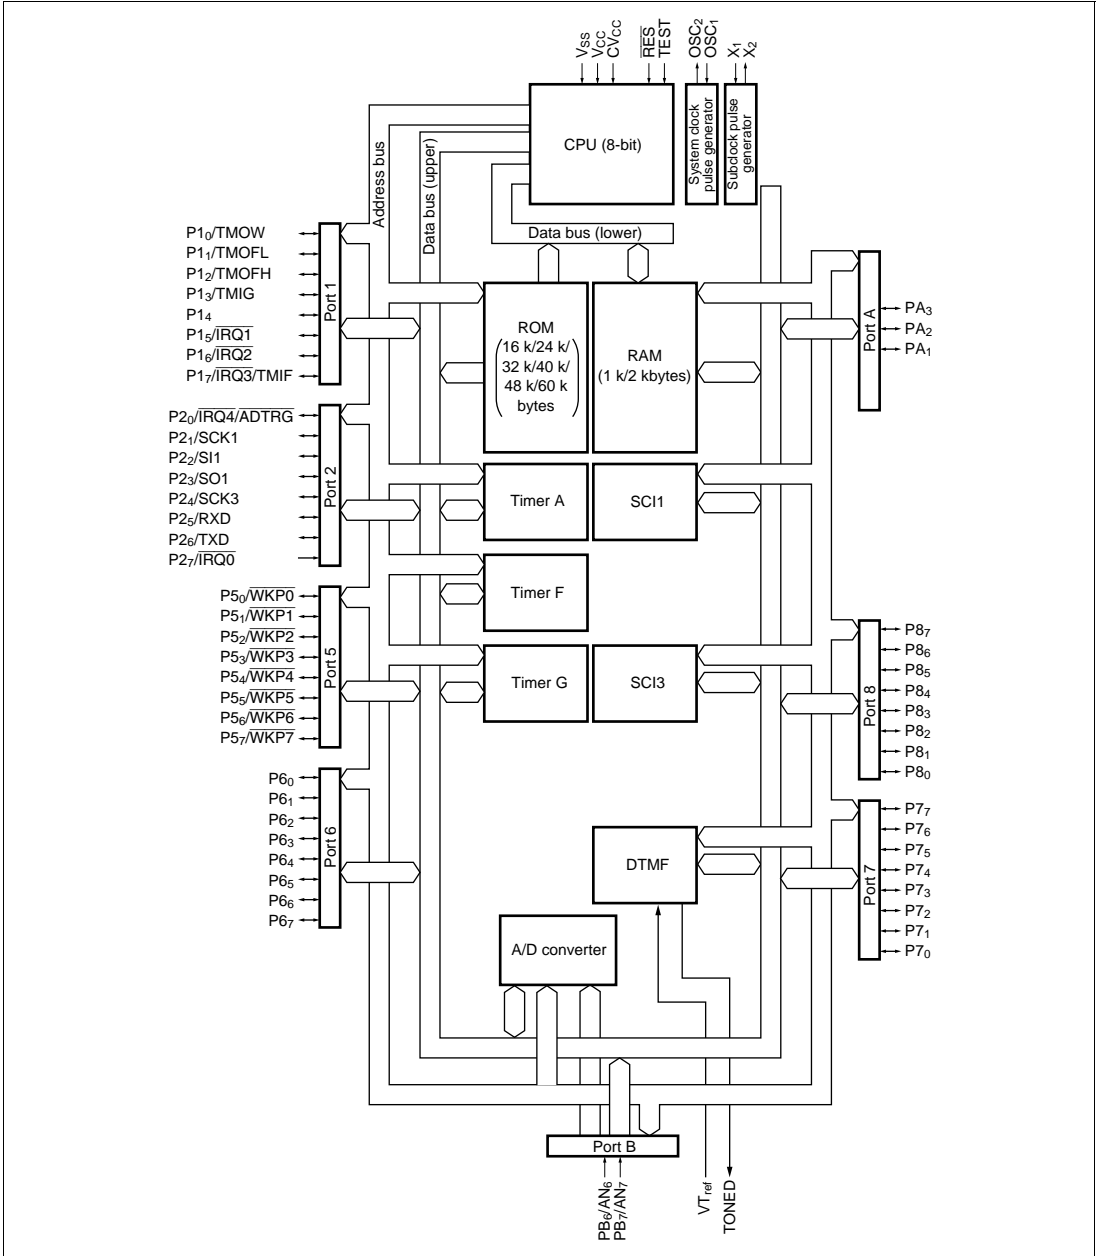 VSS
VCC
CVCC
RES
TEST
OSC2
OSC1
X1
X2
CPU (8-bit)
System clock
pulse generator
Subdock pulse
generator
Address bus
Data bus (upper)
Data bus (lower)
P10/TMOW
P11/TMOFL
P12/TMOFH
P13/TMIG
P14
P15/IRQ1
P16/IRQ2
P17/IRQ3/TMIF
Port 1
ROM
16 k/24 k/
32 k/40 k/
48 k/60 k
bytes
RAM
(1 k/2 kbytes)
Port A
PA3
PA2
PA1
P20/IRQ4/ADTRG
P21/SCK1
P22/SI1
P23/SO1
P24/SCK3
P25/RXD
P26/TXD
P27/IRQ0
Port 2
Timer A
SCI1
Timer F
P50/WKP0
P51/WKP1
P52/WKP2
P53/WKP3
P54/WKP4
P55/WKP5
P56/WKP6
P57/WKP7
Port 5
Timer G
SCI3
Port 8
P87
P86
P85
P84
P83
P82
P81
P80
P60
P61
P62
P63
P64
P65
P66
P67
Port 6
DTMF
Port 7
P77
P76
P75
P74
P73
P72
P71
P70
A/D converter
Port B
PB6/AN6
PB7/AN7
VTref
TONED